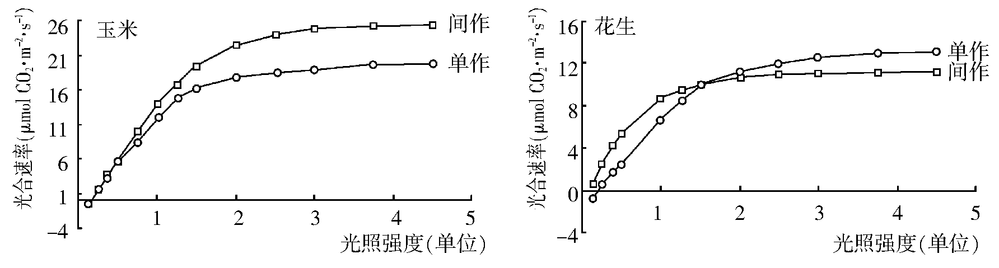 光合速率(μmol CO₂·m⁻²·s⁻¹)
玉米
26
21
16
11
6
1
-4
1 2 3 4 5
光照强度(单位)
间作
单作
光合速率(μmol CO₂·m⁻²·s⁻¹)
花生
16
12
8
4
0
-4
1 2 3 4 5
光照强度(单位)
单作
间作